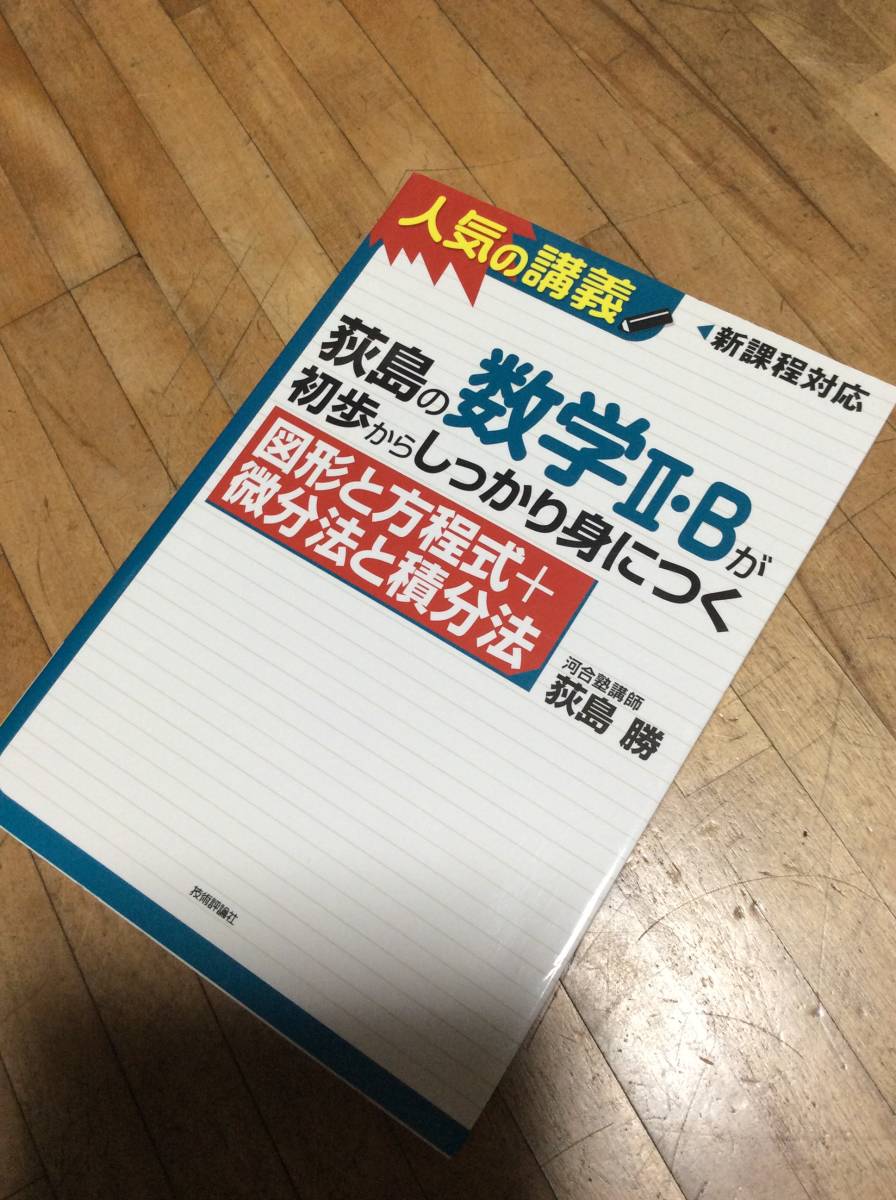 人気の講義
新課程対応
荻島の数学Ⅱ・Bが
初歩からしっかり身につく
図形と方程式+
微分法と積分法
河合塾講師
荻島 勝
技術評論社